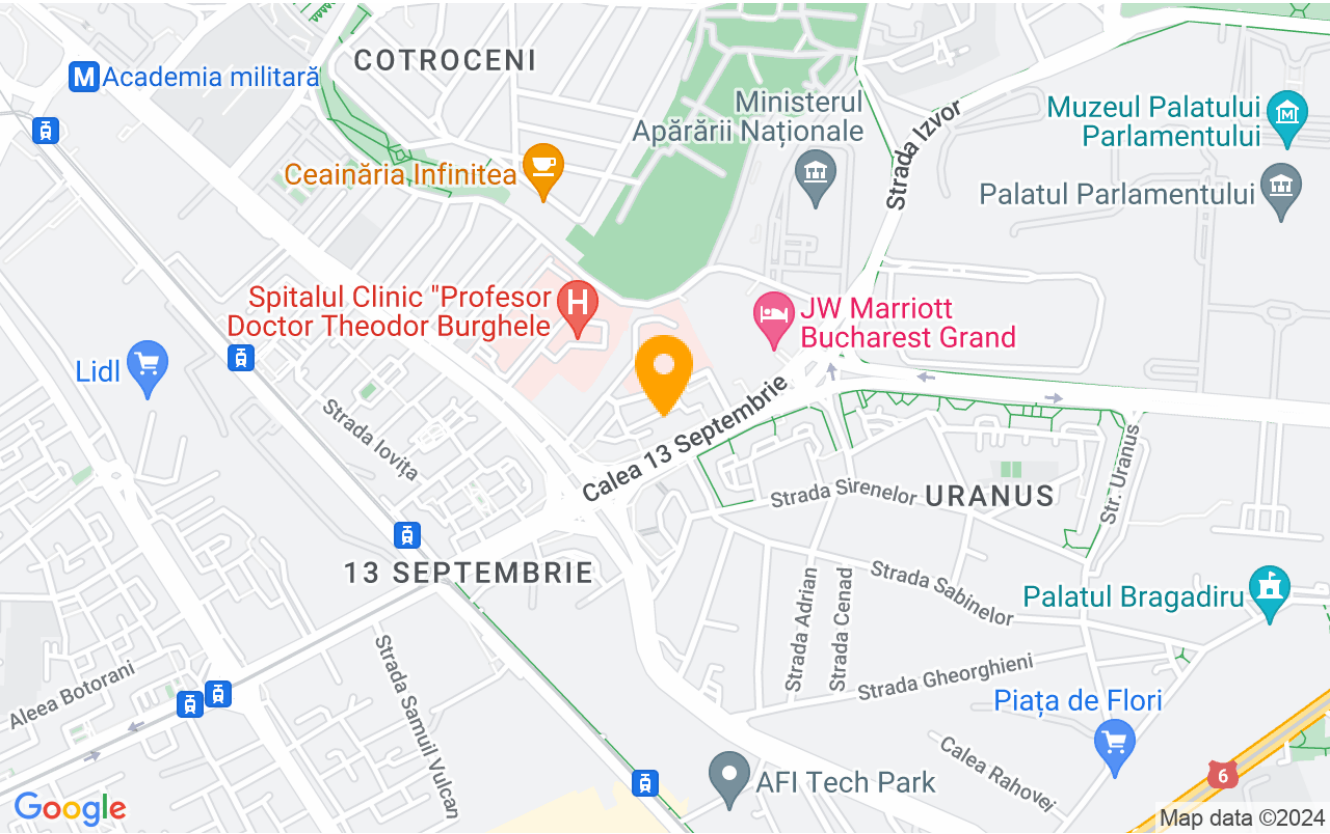 COTROCENI
M Academia militară
Ministerul
Apărării Naționale
Strada Izvor
Muzeul Palatului
Parlamentului
Ceainăria Infinitea
Palatul Parlamentului
Spitalul Clinic "Profesor
Doctor Theodor Burghele
H
JW Marriott
Bucharest Grand
Lidl
Strada Iovița
Calea 13 Septembrie
Strada Sirenelor
URANUS
Str. Uranus
13 SEPTEMBRIE
Strada Sabinelor
Palatul Bragadiru
Strada Adrian
Strada Cenad
Strada Gheorghieni
Aleea Botorani
Strada Samuil Vulcan
Piața de Flori
Calea Rahovei
6
AFI Tech Park
Google
Map data ©2024